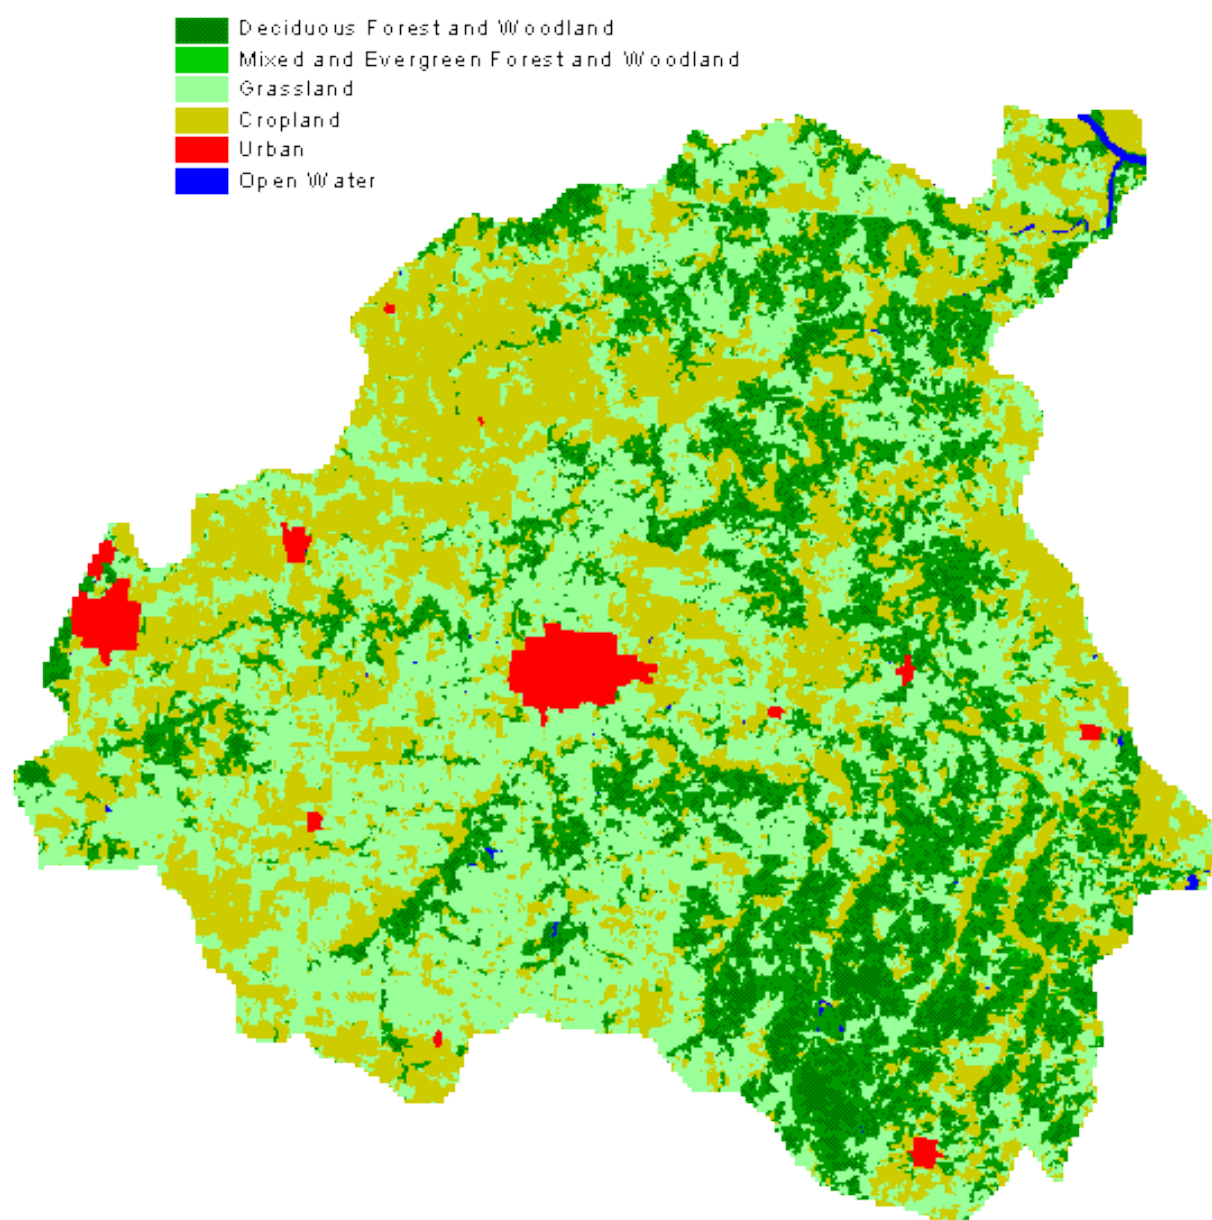 Deciduous Forest and Woodland
Mixed and Evergreen Forest and Woodland
Grassland
Cropland
Urban
Open Water